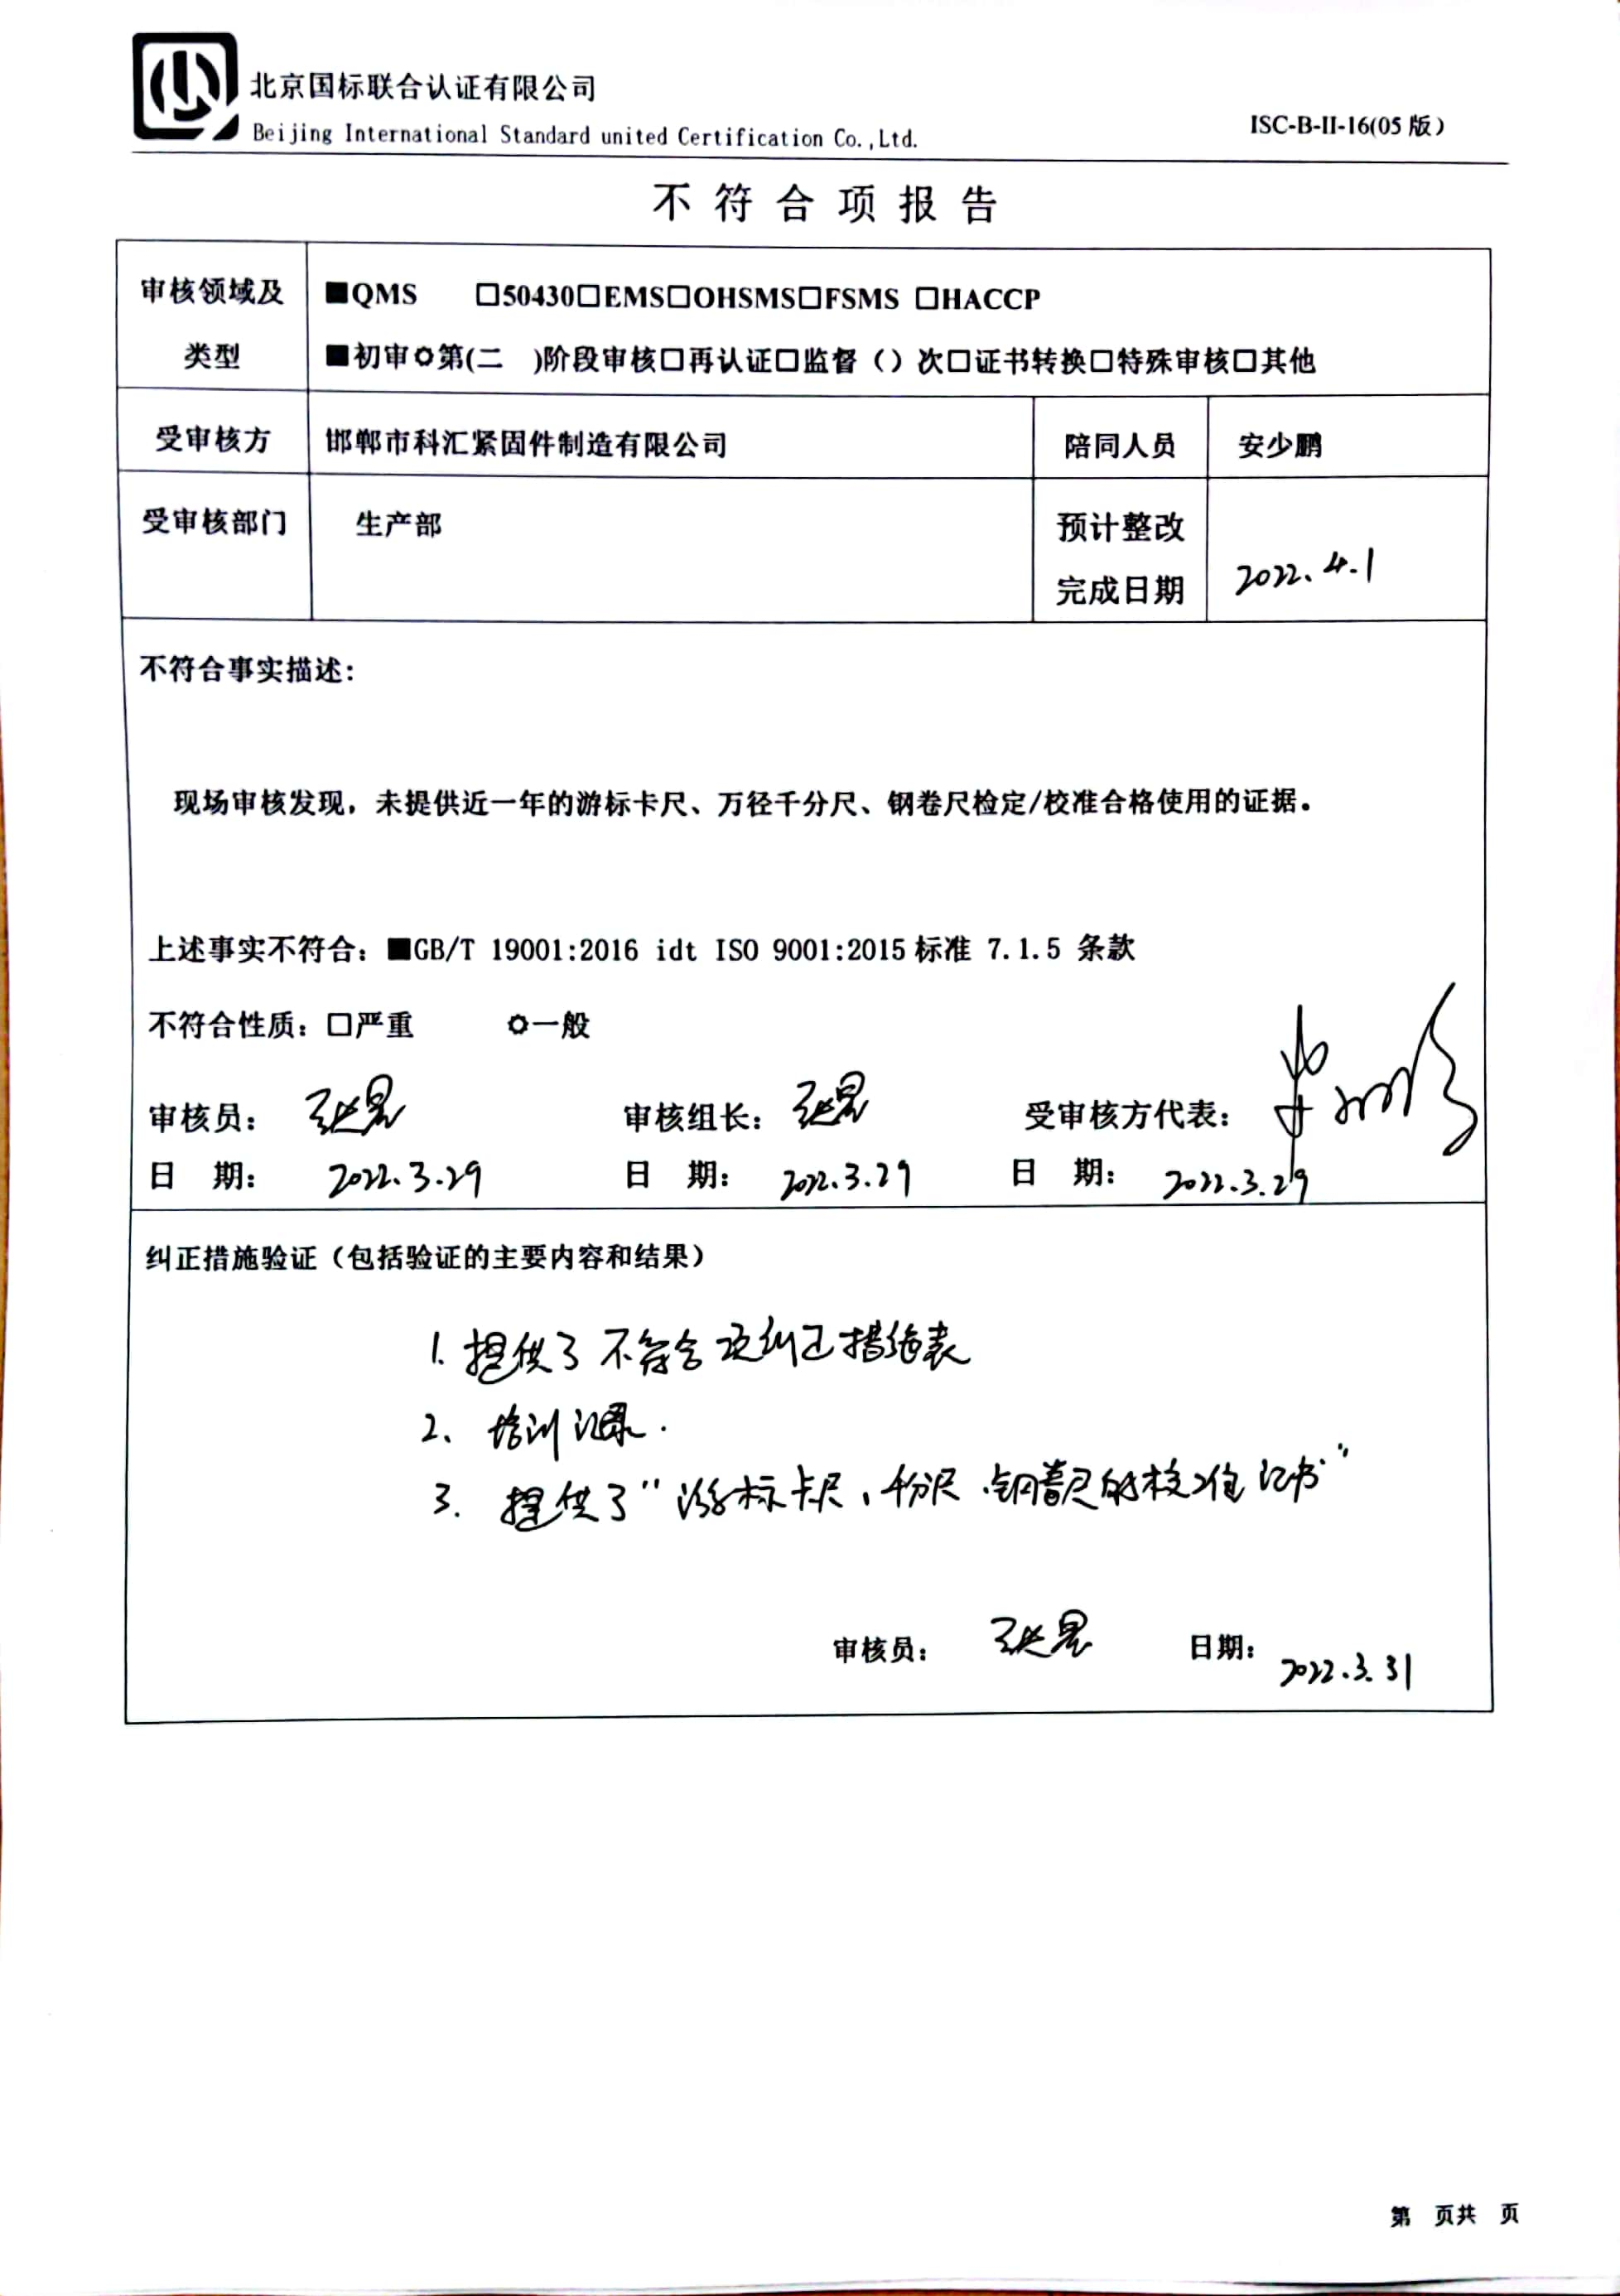 北京国标联合认证有限公司
Beijing International Standard united Certification Co.,Ltd.
ISC-B-II-16(05 版)
不符合项报告
审核领域及类型
■QMS □50430□EMS□OHSMS□FSMS □HACCP
■初审✪第(二 )阶段审核□再认证□监督（）次□证书转换□特殊审核□其他
受审核方 邯郸市科汇紧固件制造有限公司 陪同人员 安少鹏
受审核部门 生产部 预计整改完成日期 2022.4.1
不符合事实描述：
现场审核发现，未提供近一年的游标卡尺、万径千分尺、钢卷尺检定/校准合格使用的证据。
上述事实不符合：■GB/T 19001:2016 idt ISO 9001:2015 标准 7.1.5 条款
不符合性质：□严重 ✪一般
审核员： 审核组长： 受审核方代表：安少鹏
日 期：2022.3.29 日 期：2022.3.29 日 期：2022.3.29
纠正措施验证（包括验证的主要内容和结果）
1. 提供了不符合项纠正措施表
2、培训记录.
3. 提供了"游标卡尺、千分尺、钢卷尺的校准证书"
审核员： 日期：2022.3.31
第 页共 页